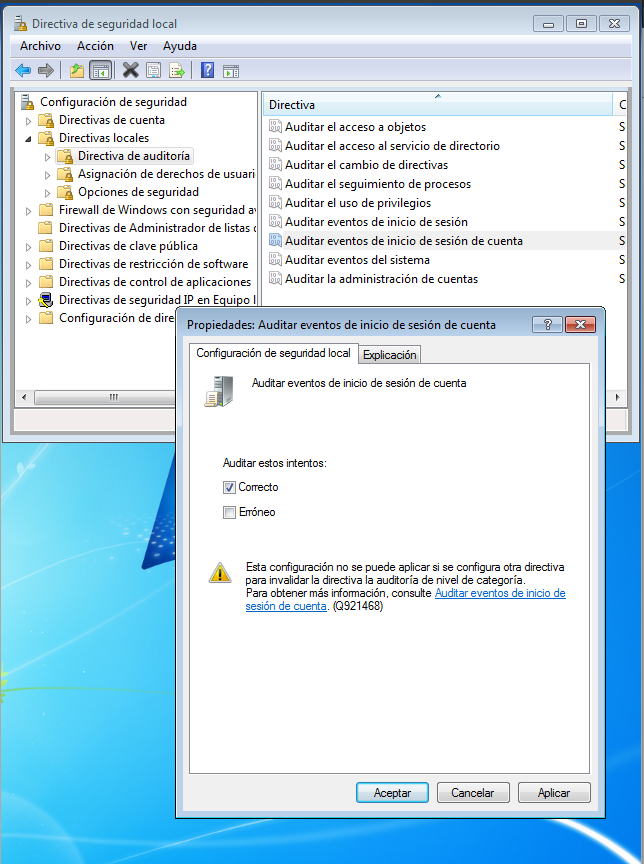 Directiva de seguridad local
Archivo Acción Ver Ayuda
Configuración de seguridad
Directivas de cuenta
Directivas locales
Directiva de auditoría
Asignación de derechos de usuari
Opciones de seguridad
Firewall de Windows con seguridad av
Directivas de Administrador de listas
Directivas de clave pública
Directivas de restricción de software
Directivas de control de aplicaciones
Directivas de seguridad IP en Equipo l
Configuración de dire
Directiva C
Auditar el acceso a objetos S
Auditar el acceso al servicio de directorio S
Auditar el cambio de directivas S
Auditar el seguimiento de procesos S
Auditar el uso de privilegios S
Auditar eventos de inicio de sesión S
Auditar eventos de inicio de sesión de cuenta S
Auditar eventos del sistema S
Auditar la administración de cuentas S
Propiedades: Auditar eventos de inicio de sesión de cuenta
Configuración de seguridad local Explicación
Auditar eventos de inicio de sesión de cuenta
Auditar estos intentos:
Correcto
Erróneo
Esta configuración no se puede aplicar si se configura otra directiva
para invalidar la directiva la auditoría de nivel de categoría.
Para obtener más información, consulte Auditar eventos de inicio de
sesión de cuenta. (Q921468)
Aceptar Cancelar Aplicar